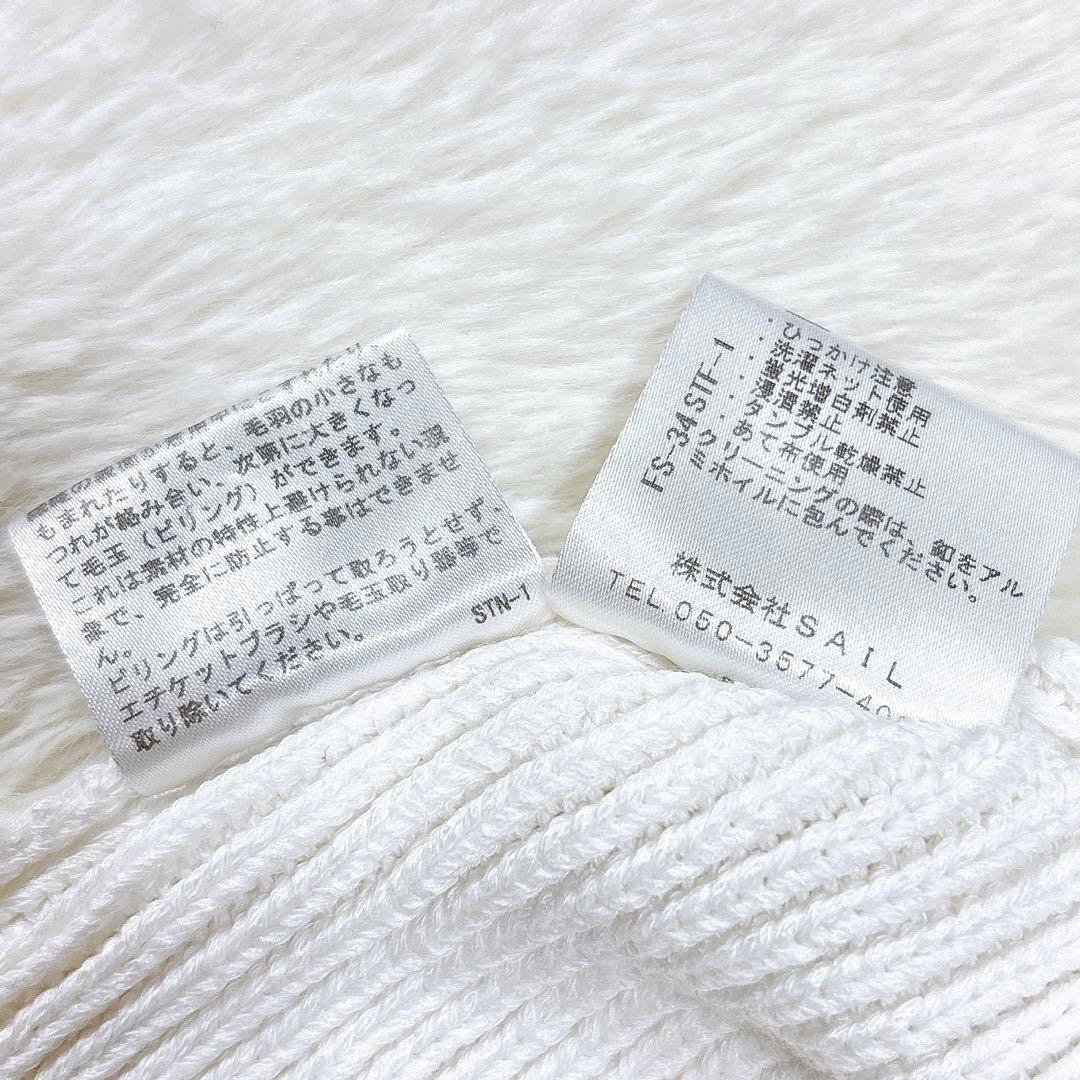 もまれたりすると、毛羽の小さなも
つれが絡み合い、次第に大きくなっ
て毛玉（ピリング）ができます。
これは素材の特性上避けられない現
象で、完全に防止する事はできませ
ん。
ピリングは引っぱって取ろうとせず、
エチケットブラシや毛玉取り器等で
取り除いてください。
STN-1
・ひっかけ注意
・洗濯ネット使用
・蛍光増白剤禁止
・浸漬禁止
・タンブル乾燥禁止
・あて布使用
・クリーニングの際は、釦をアル
ミホイルに包んでください。
FS-34STF-1
株式会社SAIL
TEL.050-3577-40